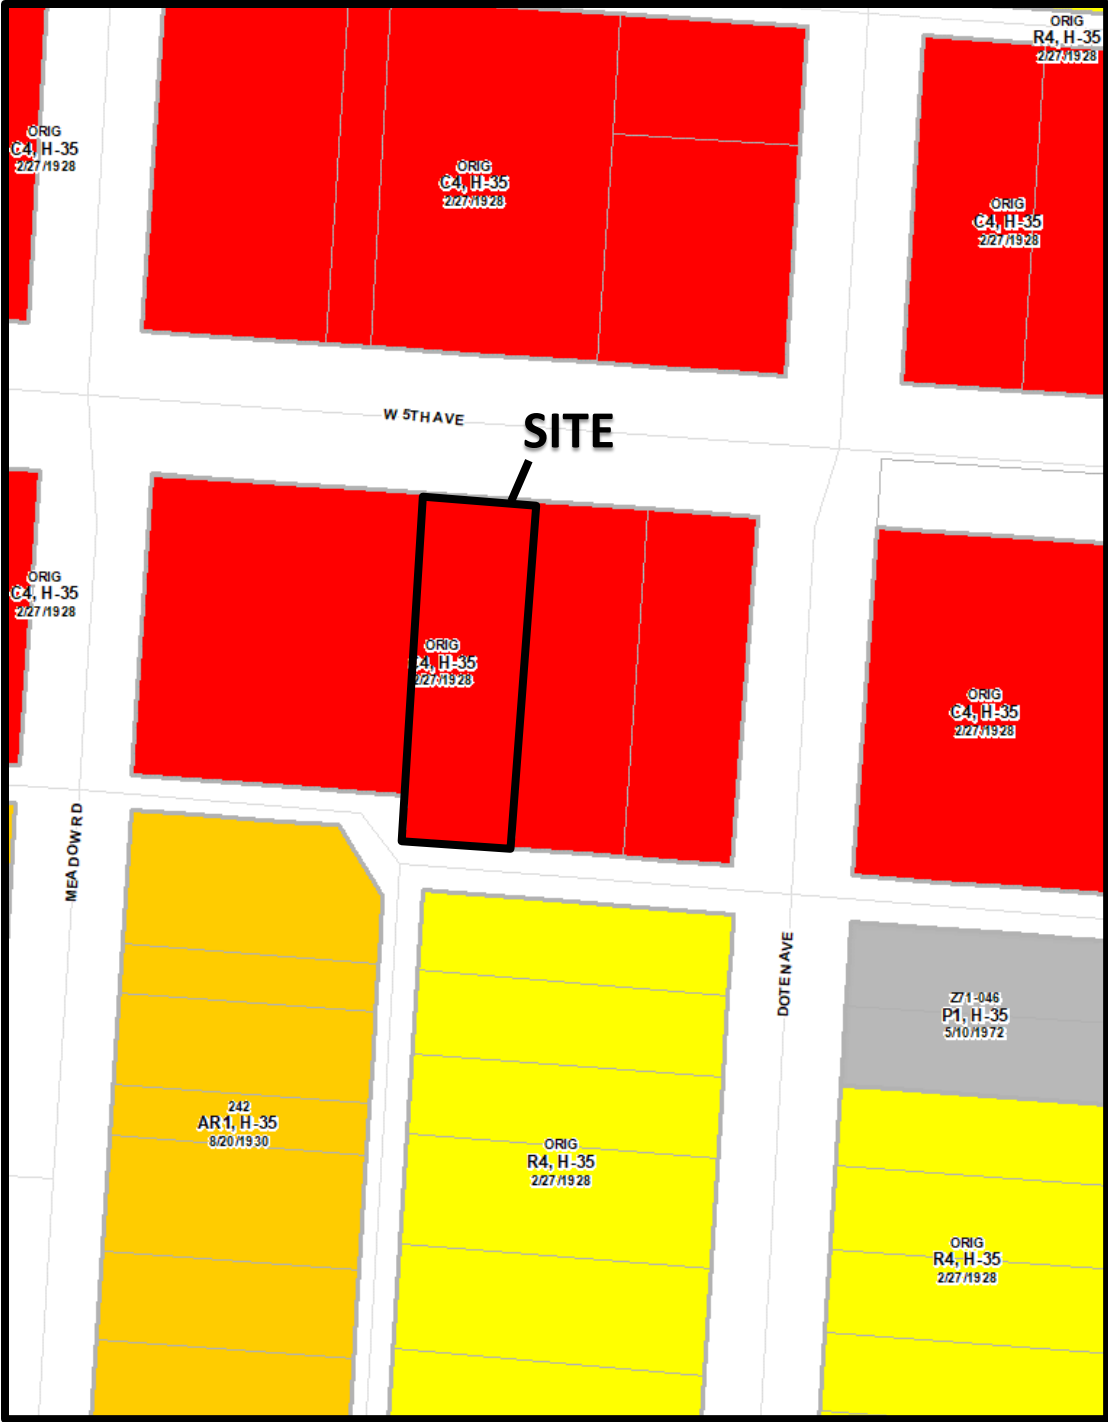 ORIG
R4, H-35
2/27/1928
ORIG
C4, H-35
2/27/1928
ORIG
C4, H-35
2/27/1928
ORIG
C4, H-35
2/27/1928
W 5TH AVE
SITE
ORIG
C4, H-35
2/27/1928
ORIG
C4, H-35
2/27/1928
ORIG
C4, H-35
2/27/1928
MEADOW RD
DOTEN AVE
Z71-046
P1, H-35
5/10/1972
242
AR1, H-35
8/20/1930
ORIG
R4, H-35
2/27/1928
ORIG
R4, H-35
2/27/1928